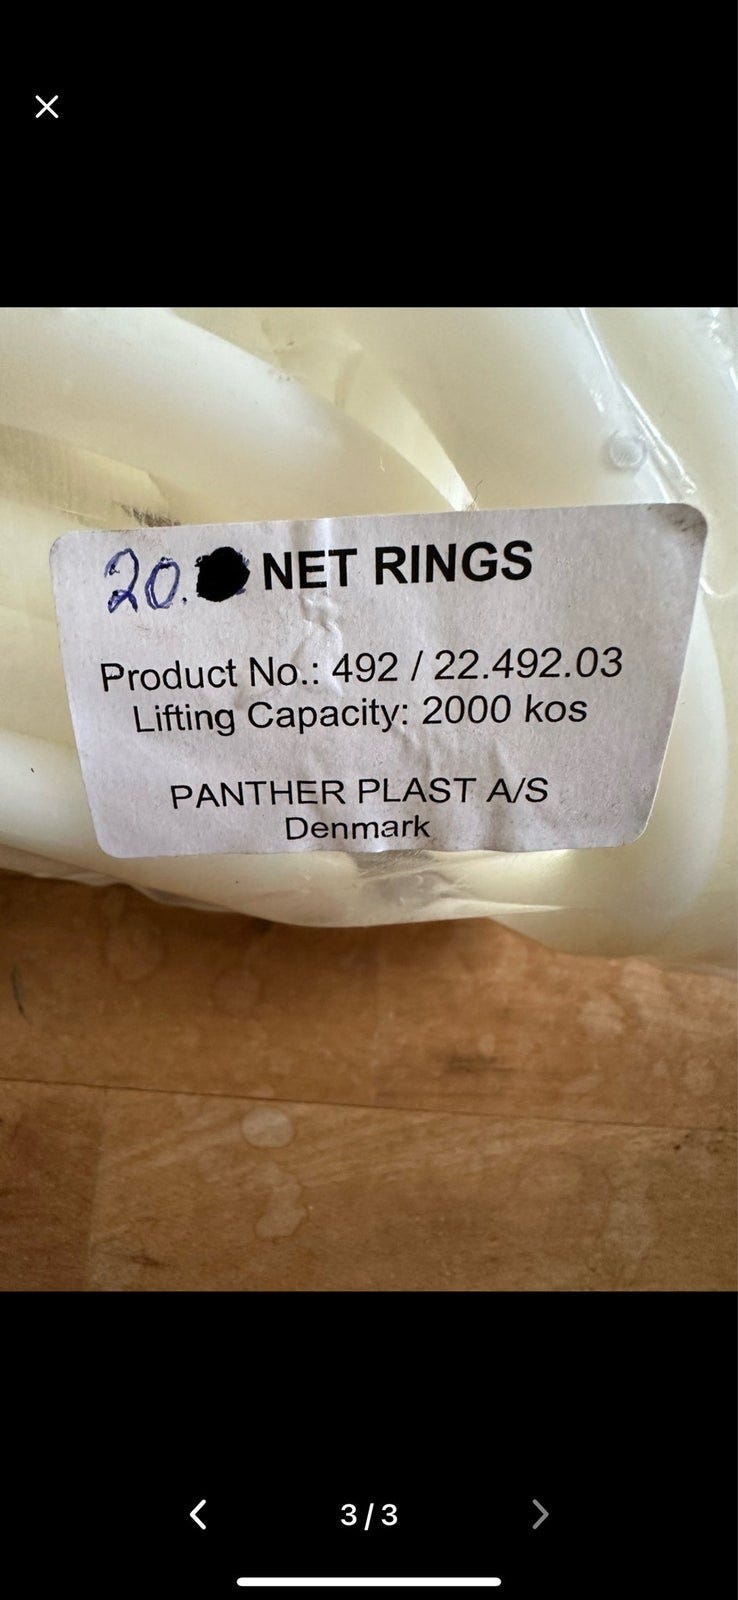 20. NET RINGS
Product No.: 492 / 22.492.03
Lifting Capacity: 2000 kos
PANTHER PLAST A/S
Denmark
3 / 3